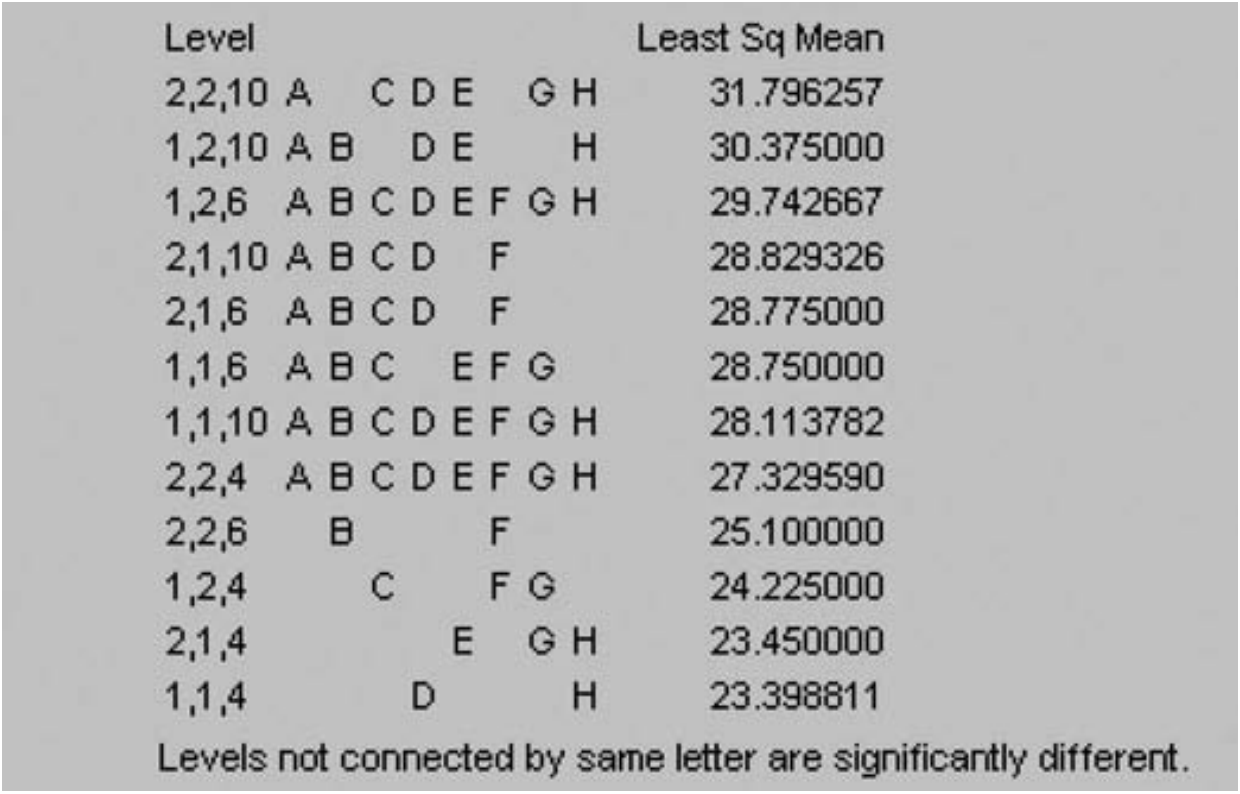 Level Least Sq Mean
2,2,10 A C D E G H 31.796257
1,2,10 A B D E H 30.375000
1,2,6 A B C D E F G H 29.742667
2,1,10 A B C D F 28.829326
2,1,6 A B C D F 28.775000
1,1,6 A B C E F G 28.750000
1,1,10 A B C D E F G H 28.113782
2,2,4 A B C D E F G H 27.329590
2,2,6 B F 25.100000
1,2,4 C F G 24.225000
2,1,4 E G H 23.450000
1,1,4 D H 23.398811
Levels not connected by same letter are significantly different.